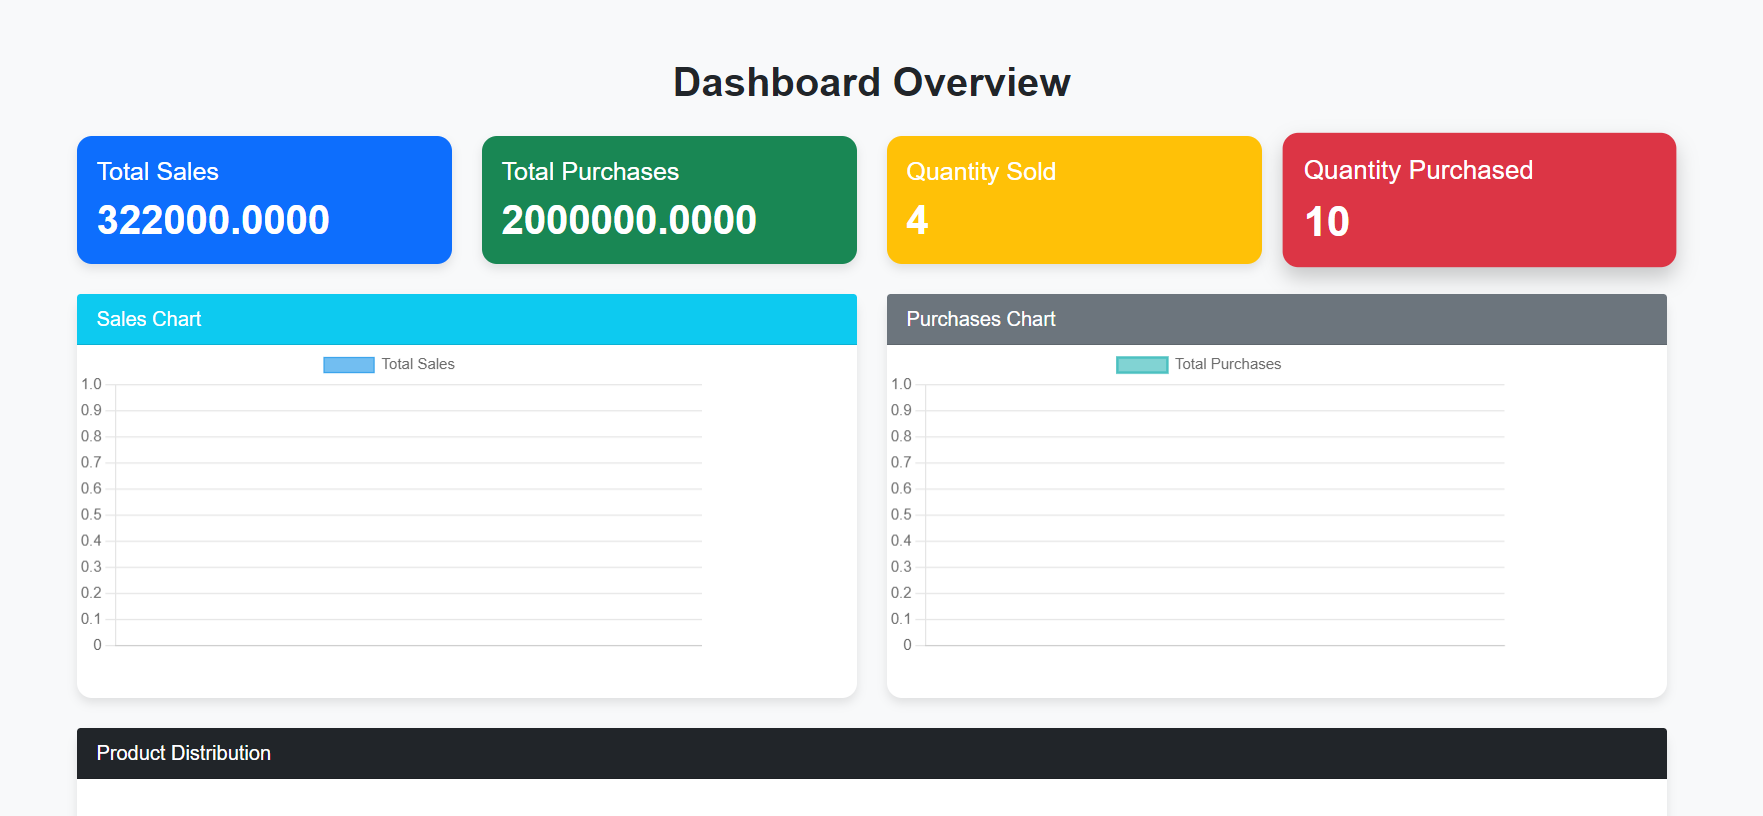 Dashboard Overview
Total Sales
322000.0000
Total Purchases
2000000.0000
Quantity Sold
4
Quantity Purchased
10
Sales Chart
Total Sales
1.0
0.9
0.8
0.7
0.6
0.5
0.4
0.3
0.2
0.1
0
Purchases Chart
Total Purchases
1.0
0.9
0.8
0.7
0.6
0.5
0.4
0.3
0.2
0.1
0
Product Distribution